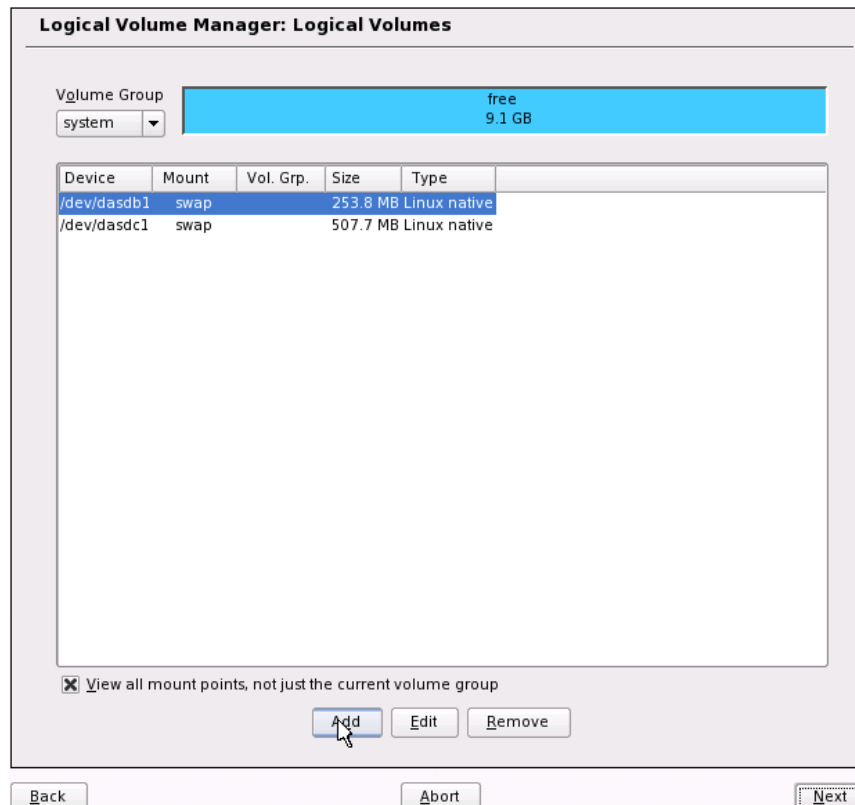 Logical Volume Manager: Logical Volumes
Volume Group
system
free
9.1 GB
Device Mount Vol. Grp. Size Type
/dev/dasdb1 swap 253.8 MB Linux native
/dev/dasdc1 swap 507.7 MB Linux native
View all mount points, not just the current volume group
Add Edit Remove
Back Abort Next